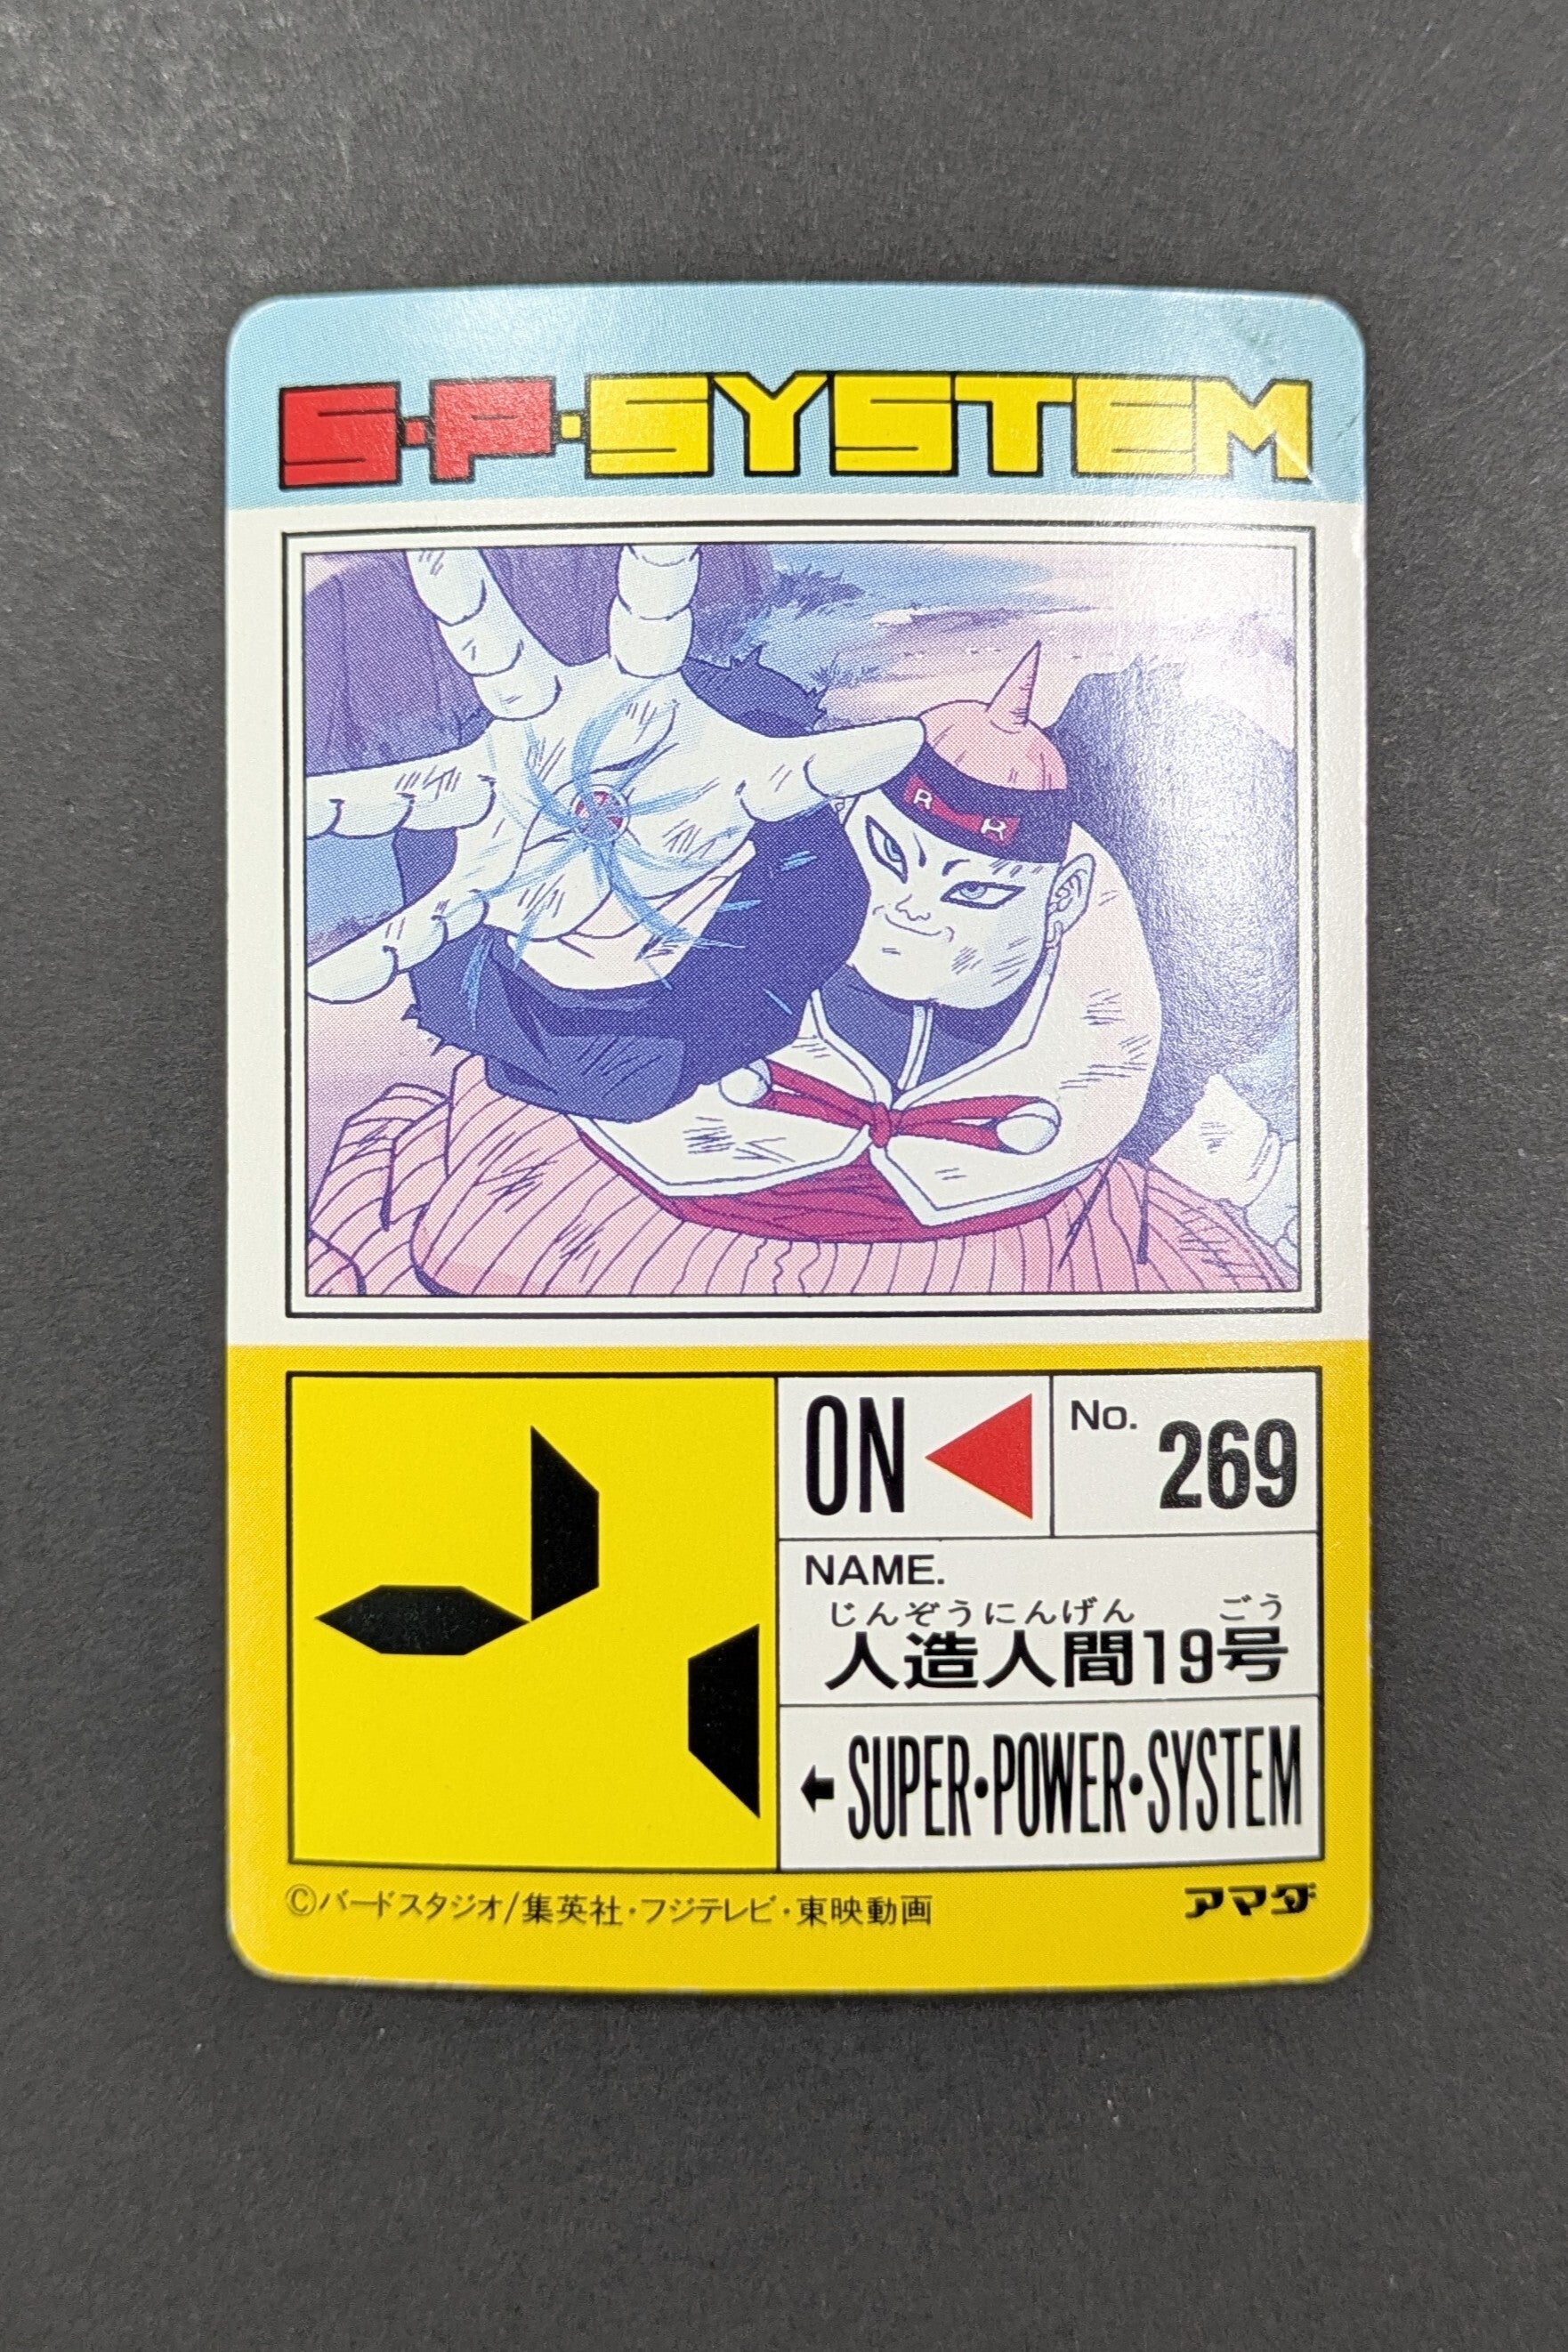 S・P・SYSTEM
R R
ON
No. 269
NAME.
じんぞうにんげん ごう
人造人間19号
←SUPER・POWER・SYSTEM
©バードスタジオ/集英社・フジテレビ・東映動画
アマダ